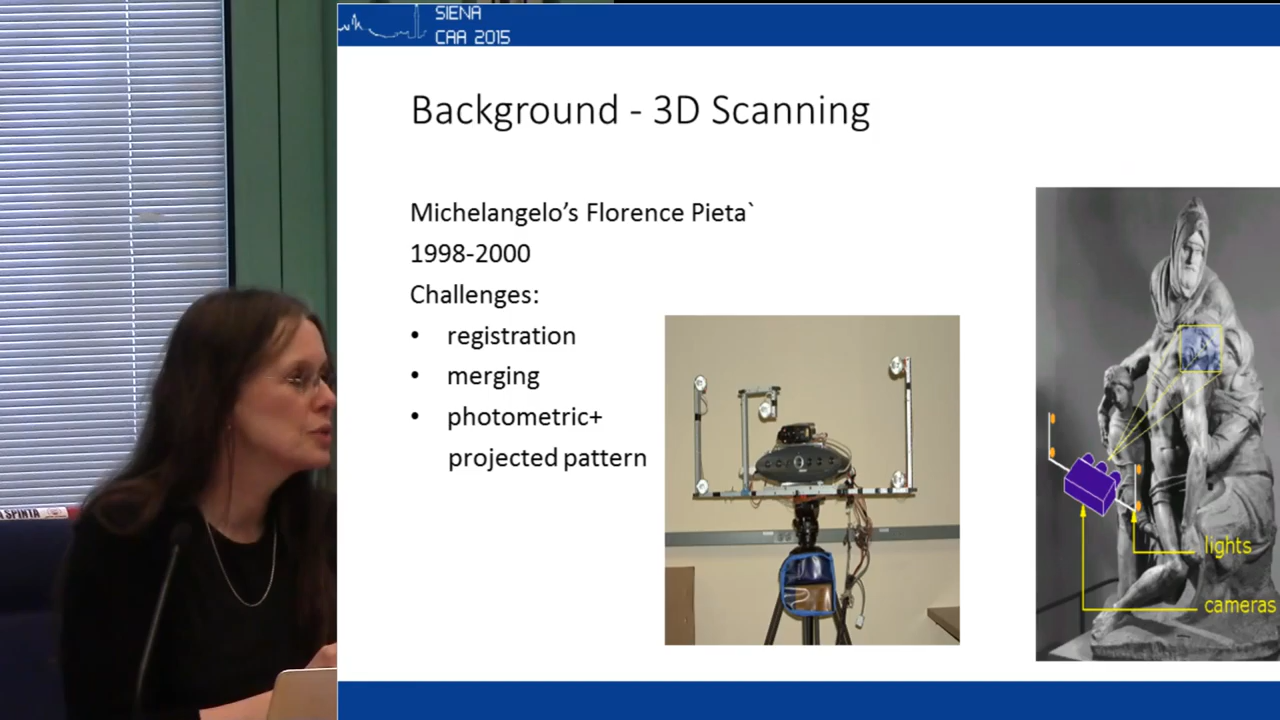 SIENA
CAA 2015
Background - 3D Scanning
Michelangelo's Florence Pieta`
1998-2000
Challenges:
• registration
• merging
• photometric+
projected pattern
lights
cameras
SPINTA